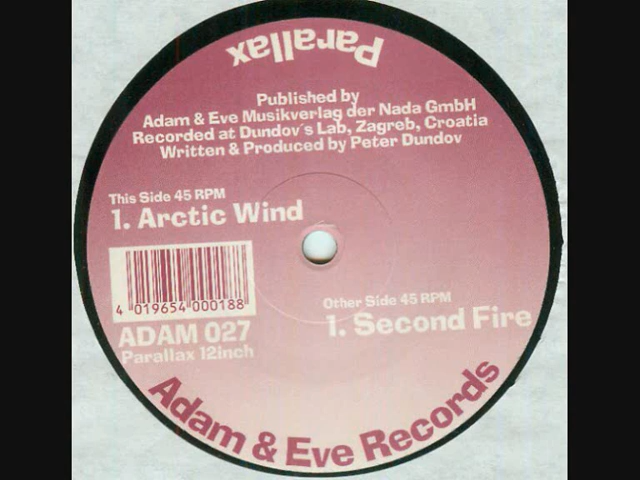 Parallax
Published by
Adam & Eve Musikverlag der Nada GmbH
Recorded at Dundov´s Lab, Zagreb, Croatia
Written & Produced by Peter Dundov
This Side 45 RPM
1. Arctic Wind
4 019654 000188
ADAM 027
Parallax 12inch
Other Side 45 RPM
1. Second Fire
Adam & Eve Records